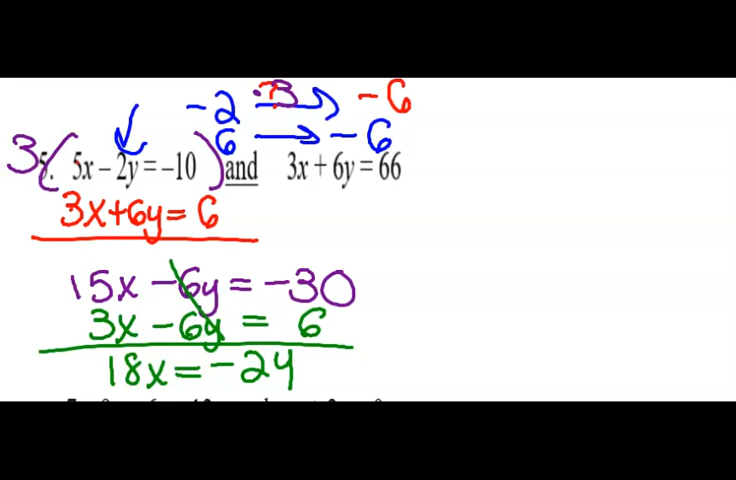 -2 ·3 → -6
6 → -6
3( 5. 5x – 2y = –10 ) and 3x + 6y = 66
3x+6y= 6
15x -6y = -30
3x - 6y = 6
18x = -24